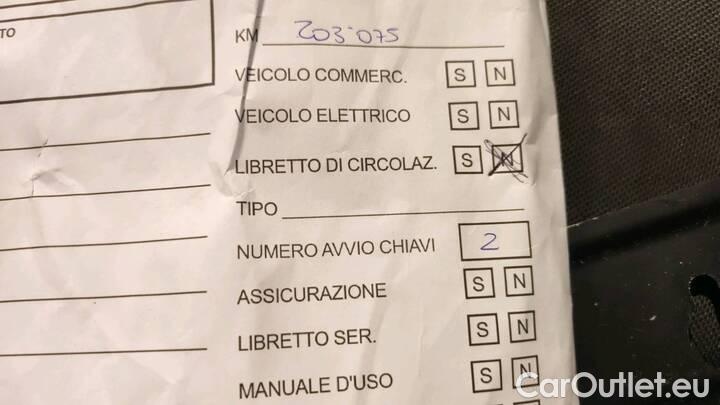 TO
KM 203.075
VEICOLO COMMERC. S N
VEICOLO ELETTRICO S N
LIBRETTO DI CIRCOLAZ. S N
TIPO
NUMERO AVVIO CHIAVI 2
ASSICURAZIONE S N
LIBRETTO SER. S N
MANUALE D'USO S N
CarOutlet.eu